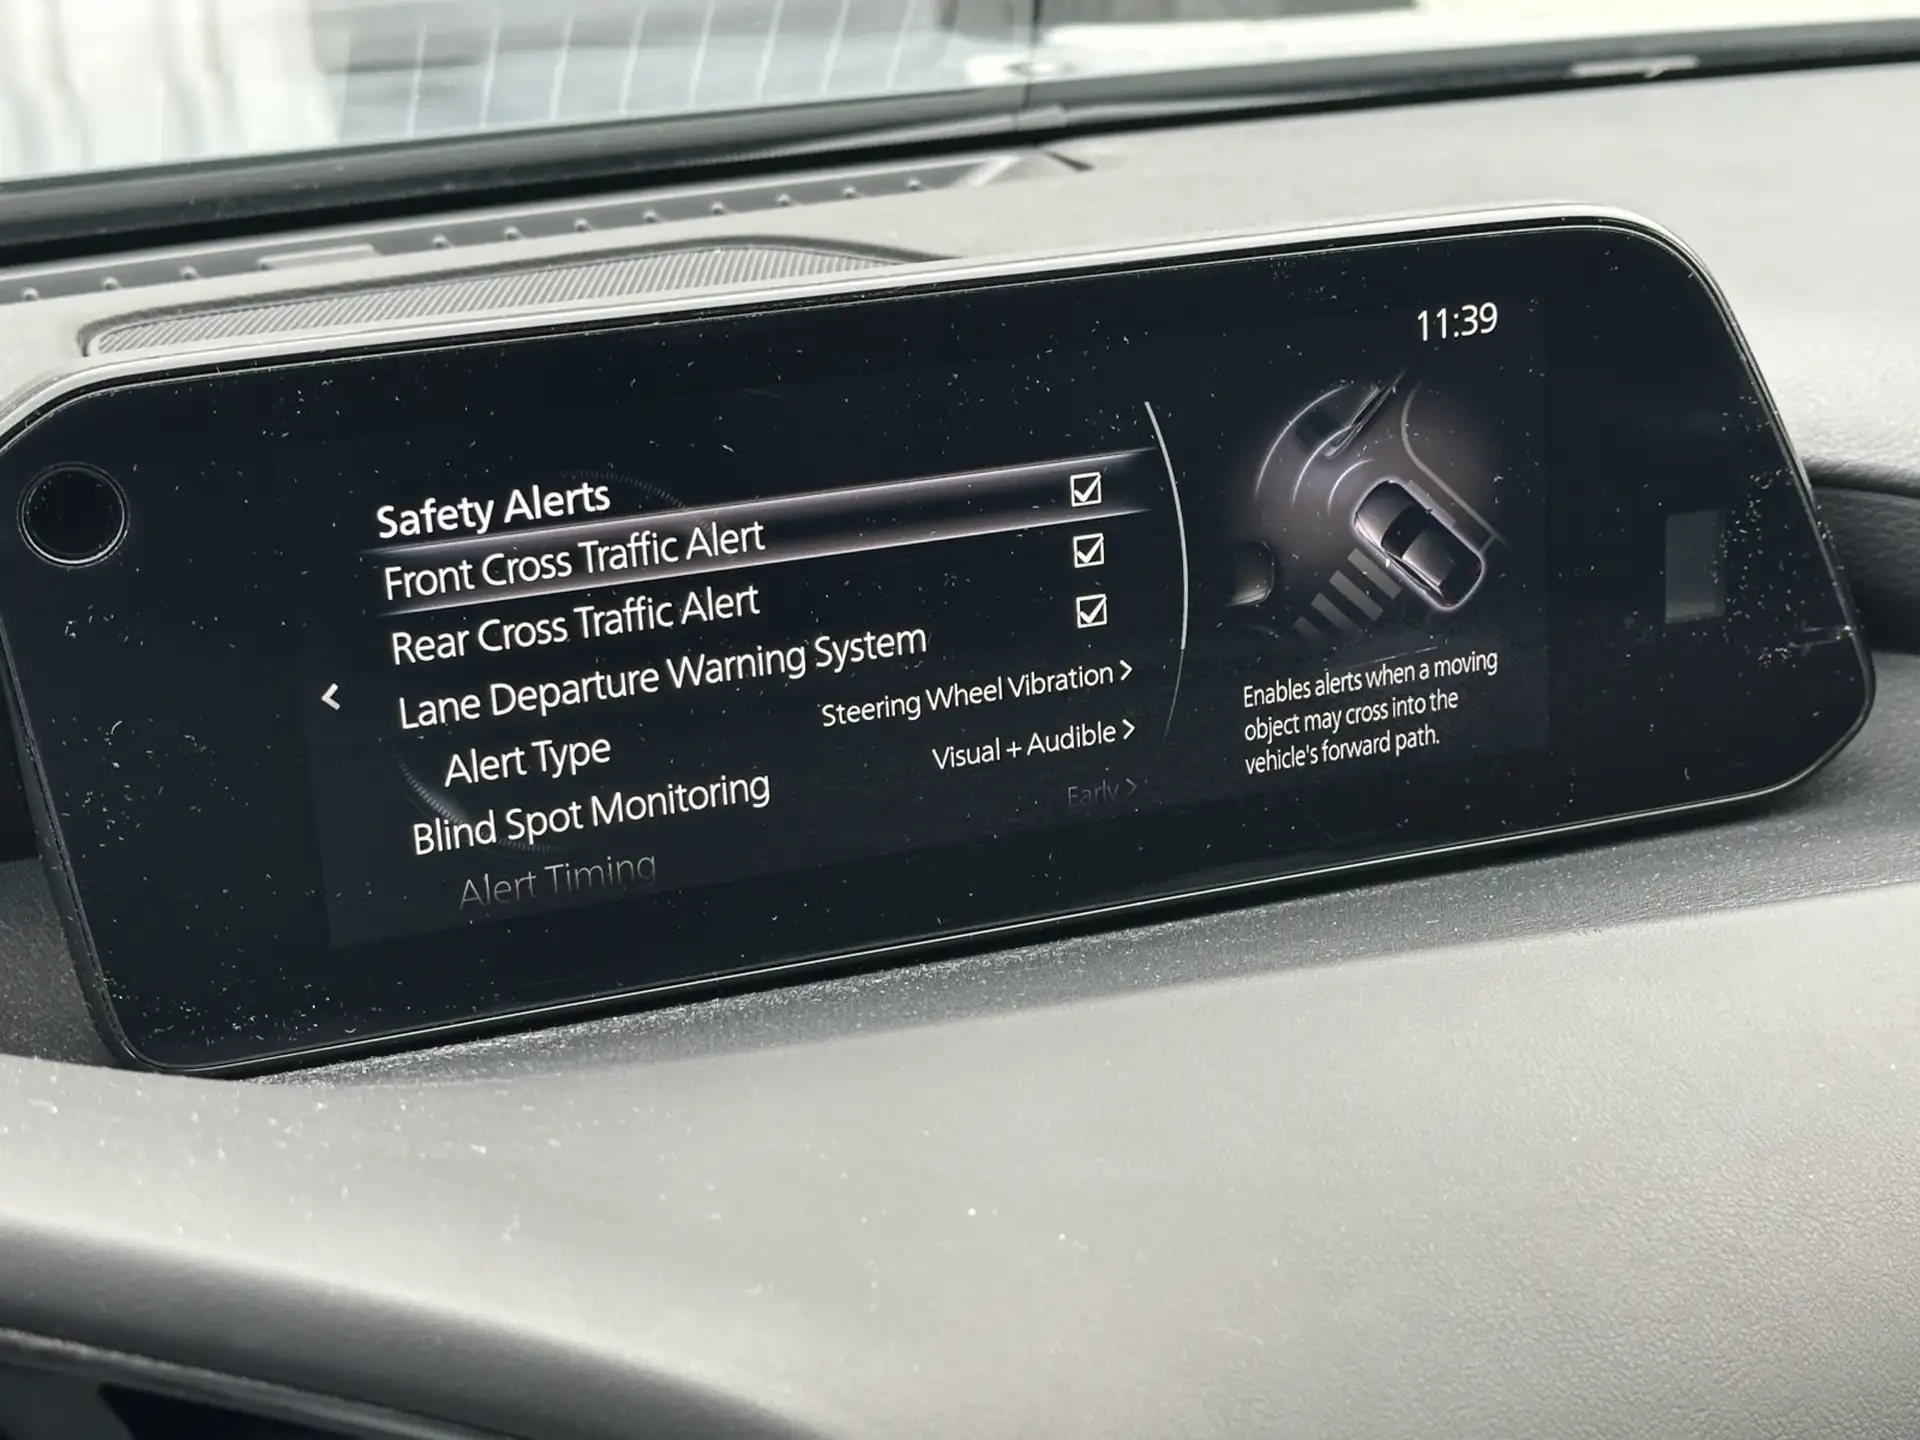 11:39
Safety Alerts
Front Cross Traffic Alert
Rear Cross Traffic Alert
Lane Departure Warning System
Alert Type Steering Wheel Vibration >
Blind Spot Monitoring Visual + Audible >
Alert Timing Early >
Enables alerts when a moving
object may cross into the
vehicle's forward path.